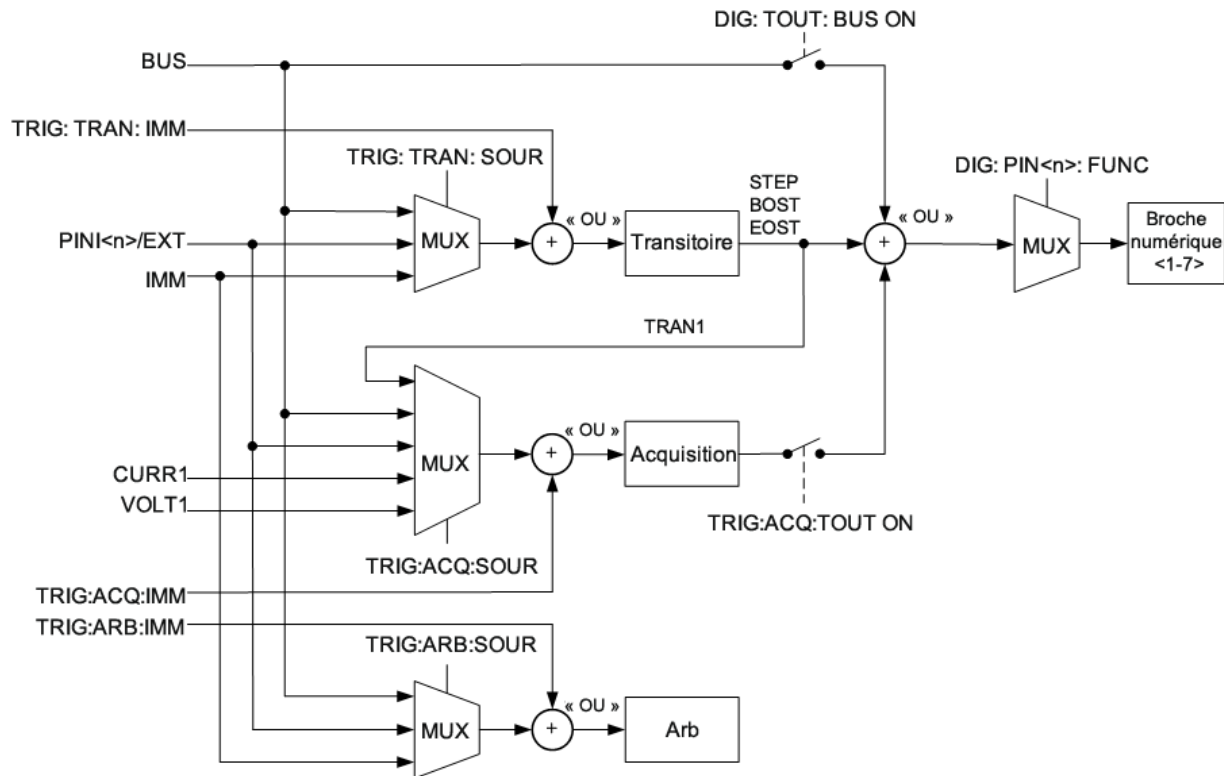 DIG: TOUT: BUS ON
BUS
TRIG: TRAN: IMM
TRIG: TRAN: SOUR
DIG: PIN<n>: FUNC
STEP
BOST
EOST
« OU »
« OU »
PINI<n>/EXT
MUX
+
Transitoire
+
MUX
Broche
numérique
<1-7>
IMM
TRAN1
« OU »
MUX
+
Acquisition
CURR1
VOLT1
TRIG:ACQ:TOUT ON
TRIG:ACQ:SOUR
TRIG:ACQ:IMM
TRIG:ARB:IMM
TRIG:ARB:SOUR
« OU »
MUX
+
Arb